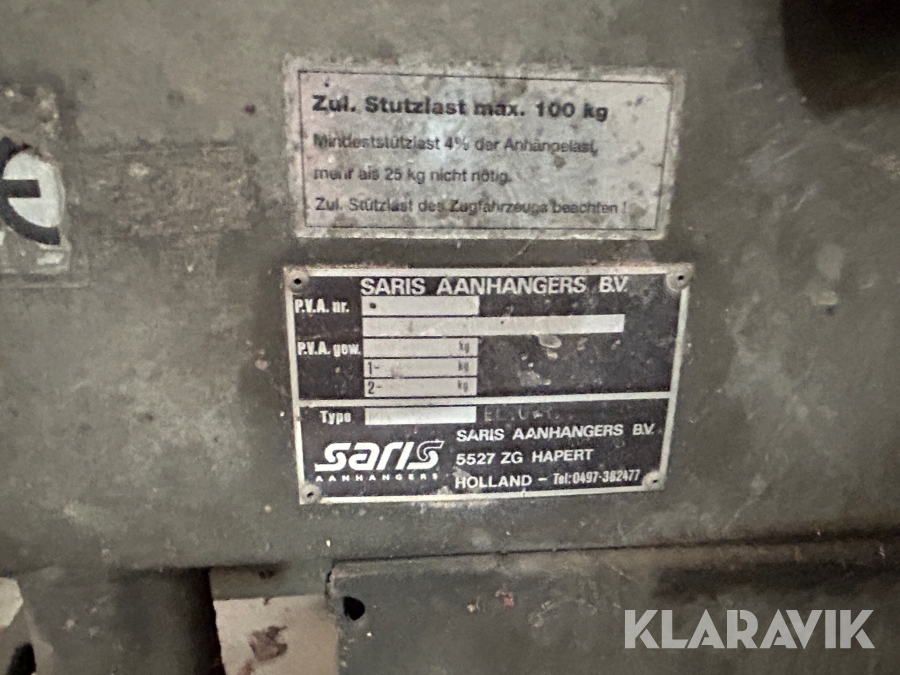 Zul. Stutzlast max. 100 kg
Mindeststützlast 4% der Anhängelast,
mehr als 25 kg nicht nötig.
Zul. Stützlast des Zugfahrzeugs beachten !
CE
SARIS AANHANGERS B.V.
P.V.A. nr.
P.V.A. gew. kg
1- kg
2- kg
Type
saris
AANHANGERS
SARIS AANHANGERS B.V.
5527 ZG HAPERT
HOLLAND – Tel: 0497-382477
KLARAVIK